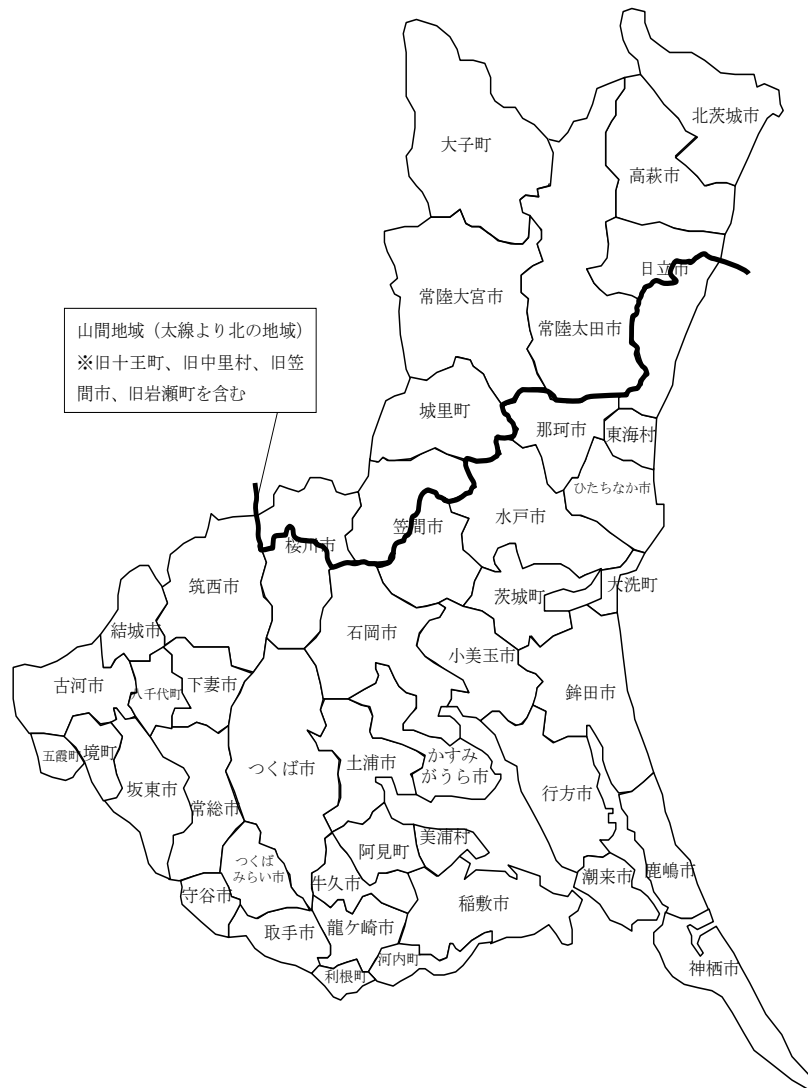 北茨城市
大子町
高萩市
日立市
常陸大宮市
常陸太田市
山間地域（太線より北の地域）
※旧十王町、旧中里村、旧笠
間市、旧岩瀬町を含む
城里町
那珂市
東海村
ひたちなか市
水戸市
笠間市
桜川市
筑西市
茨城町
大洗町
結城市
石岡市
小美玉市
古河市
八千代町
下妻市
鉾田市
五霞町
境町
坂東市
つくば市
土浦市
かすみ
がうら市
行方市
常総市
美浦村
阿見町
つくば
みらい市
牛久市
潮来市
鹿嶋市
守谷市
稲敷市
取手市
龍ケ崎市
河内町
利根町
神栖市